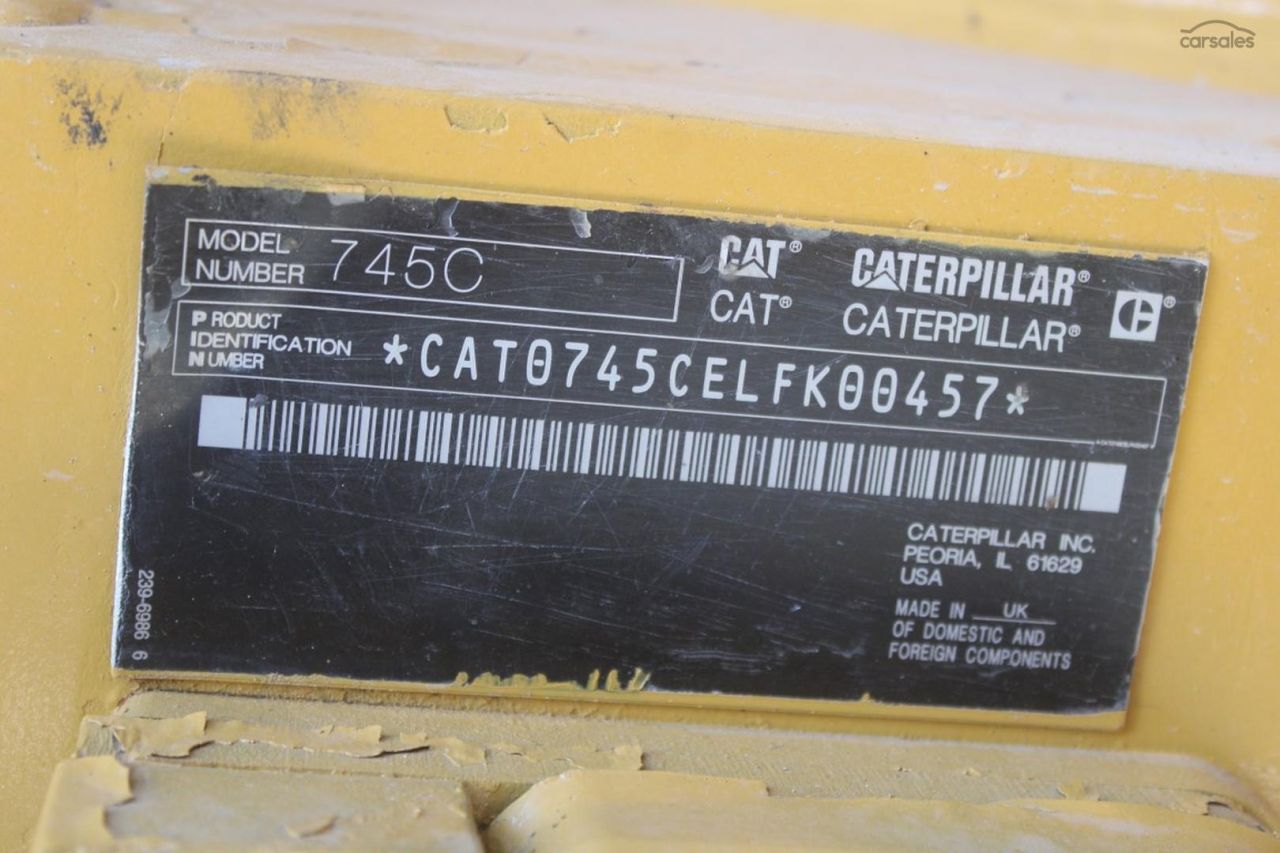 carsales
MODEL NUMBER 745C
CAT® CATERPILLAR® ®
CAT® CATERPILLAR®
PRODUCT IDENTIFICATION NUMBER *CAT0745CELFK00457*
CATERPILLAR INC.
PEORIA, IL 61629
USA
MADE IN UK
OF DOMESTIC AND
FOREIGN COMPONENTS
239-6986 6